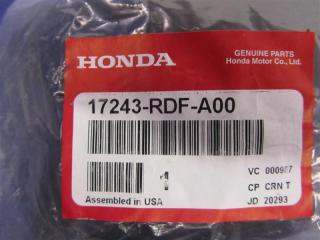 HONDA
GENUINE PARTS
Honda Motor Co., Ltd.
17243-RDF-A00
1
VC 000967
CP CRN T
Assembled in USA
JD 20293